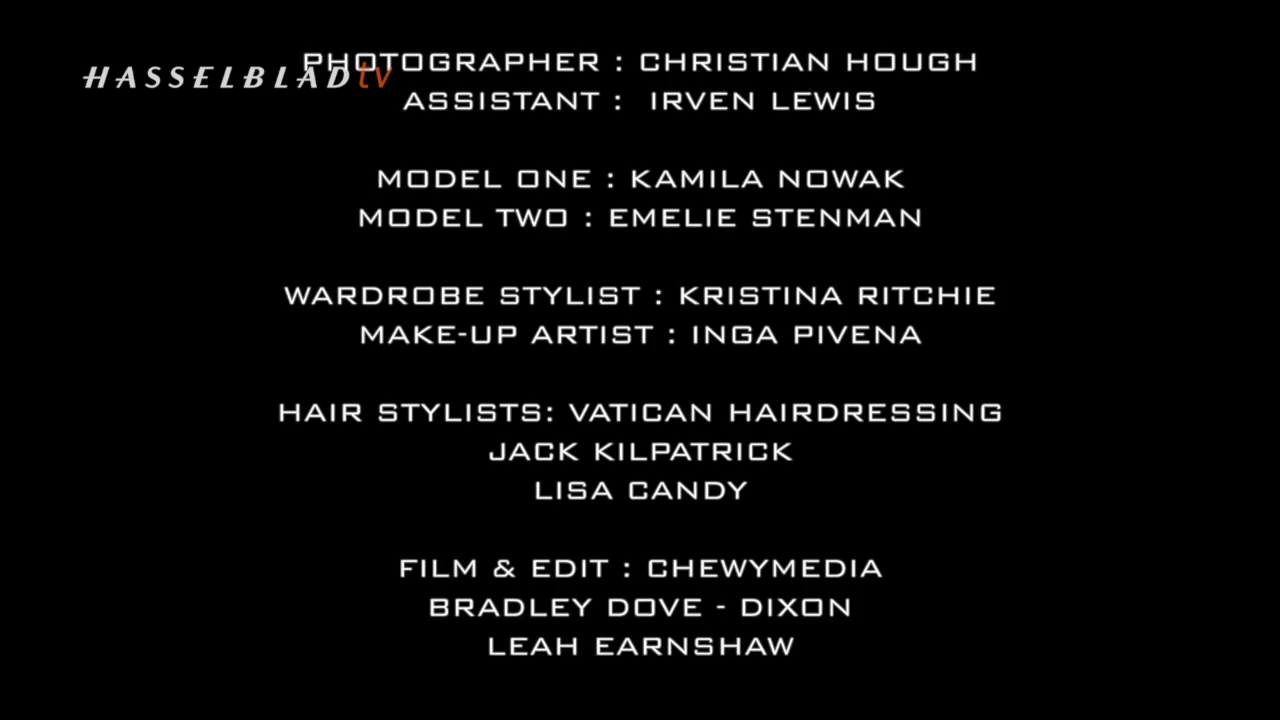 PHOTOGRAPHER : CHRISTIAN HOUGH
HASSELBLADtv
ASSISTANT : IRVEN LEWIS
MODEL ONE : KAMILA NOWAK
MODEL TWO : EMELIE STENMAN
WARDROBE STYLIST : KRISTINA RITCHIE
MAKE-UP ARTIST : INGA PIVENA
HAIR STYLISTS: VATICAN HAIRDRESSING
JACK KILPATRICK
LISA CANDY
FILM & EDIT : CHEWYMEDIA
BRADLEY DOVE - DIXON
LEAH EARNSHAW